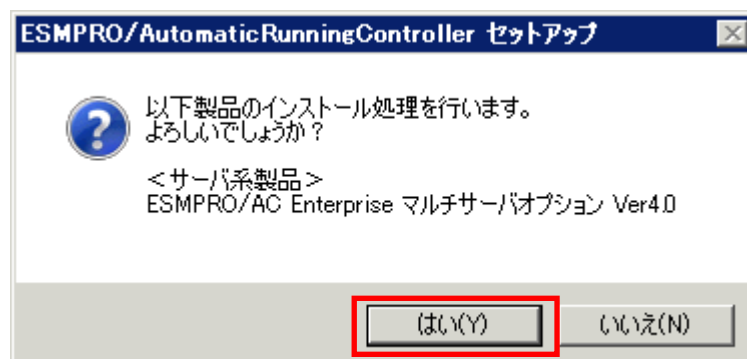 ESMPRO/AutomaticRunningController セットアップ
以下製品のインストール処理を行います。
よろしいでしょうか？
＜サーバ系製品＞
ESMPRO/AC Enterprise マルチサーバオプション Ver4.0
はい(Y)
いいえ(N)